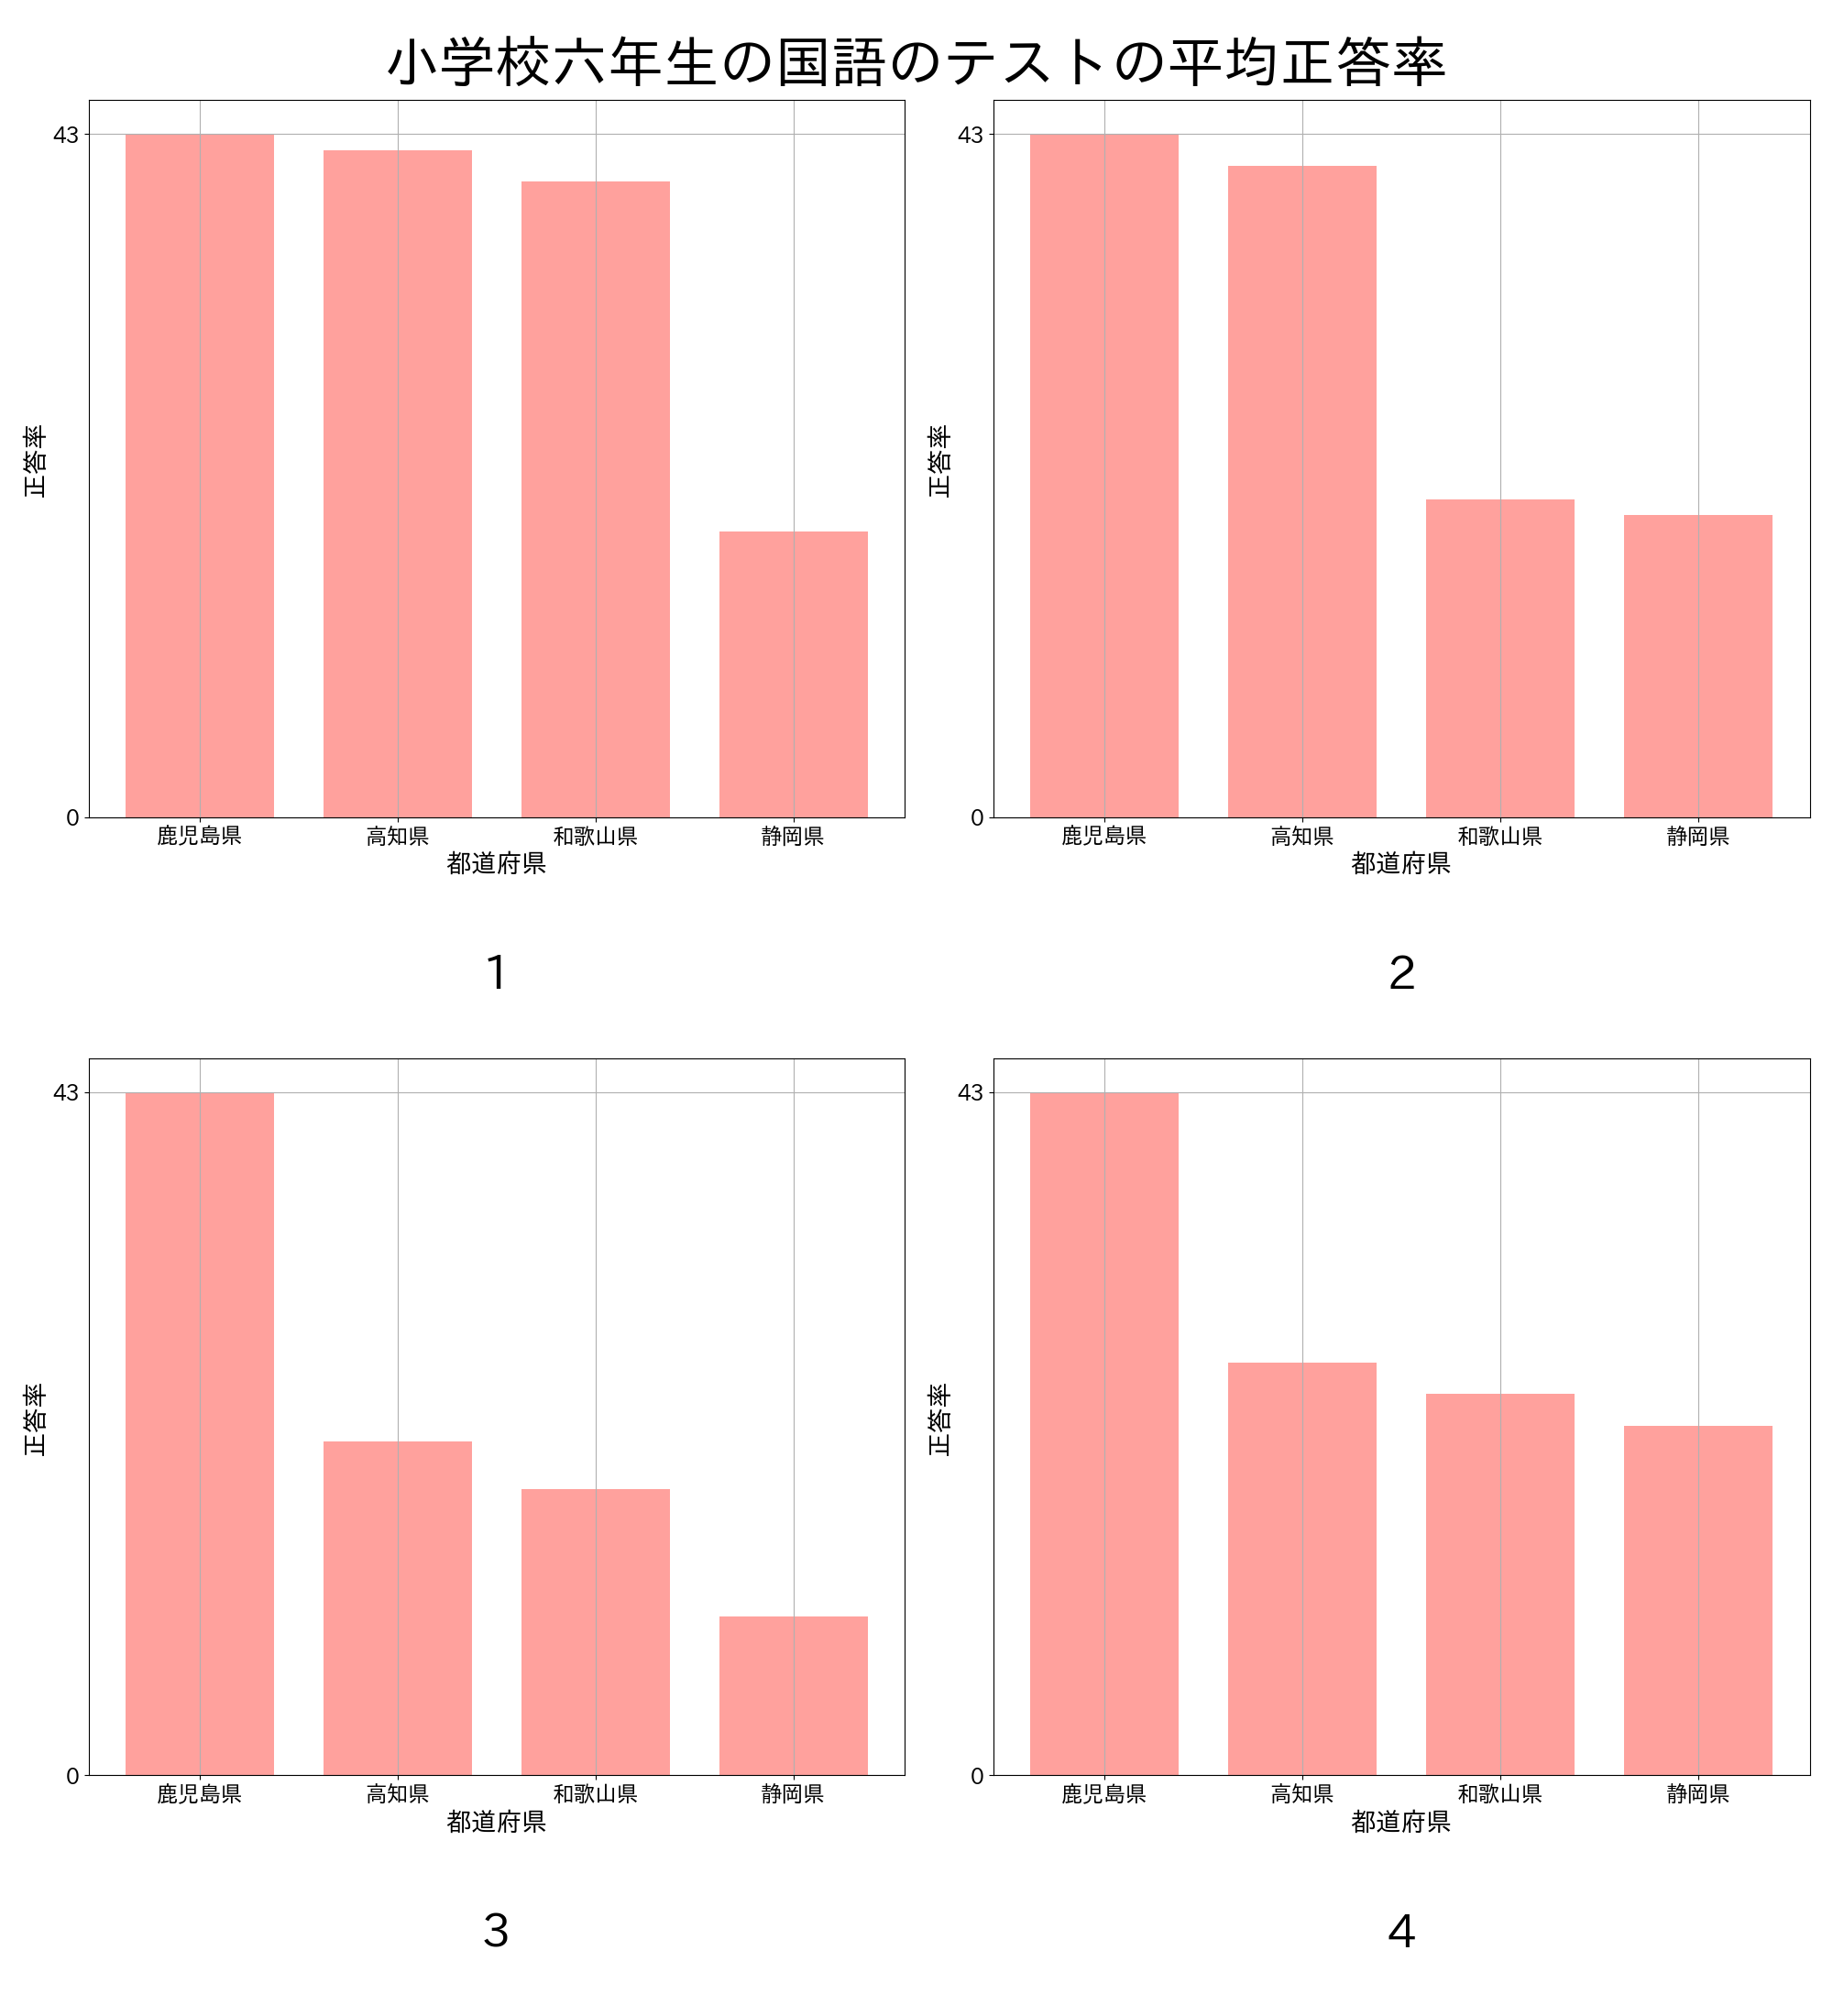 小学校六年生の国語のテストの平均正答率
43
正答率
0
鹿児島県 高知県 和歌山県 静岡県
都道府県
1
43
正答率
0
鹿児島県 高知県 和歌山県 静岡県
都道府県
2
43
正答率
0
鹿児島県 高知県 和歌山県 静岡県
都道府県
3
43
正答率
0
鹿児島県 高知県 和歌山県 静岡県
都道府県
4